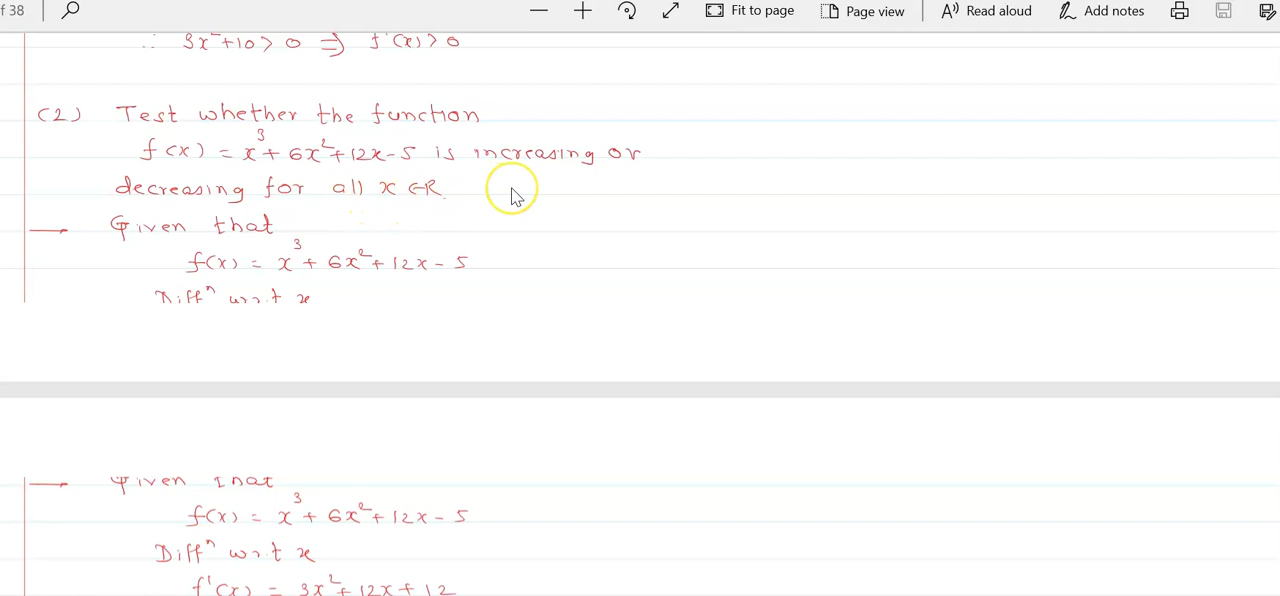 f 38 Fit to page Page view Read aloud Add notes
∴ 3x²+10 > 0 ⇒ f'(x) > 0
(2) Test whether the function
f(x) = x³ + 6x² + 12x - 5 is increasing or
decreasing for all x ∈ R.
Given that
f(x) = x³ + 6x² + 12x - 5
Diffⁿ w.r.t x
Given that
f(x) = x³ + 6x² + 12x - 5
Diffⁿ w.r.t x
f'(x) = 3x² + 12x + 12